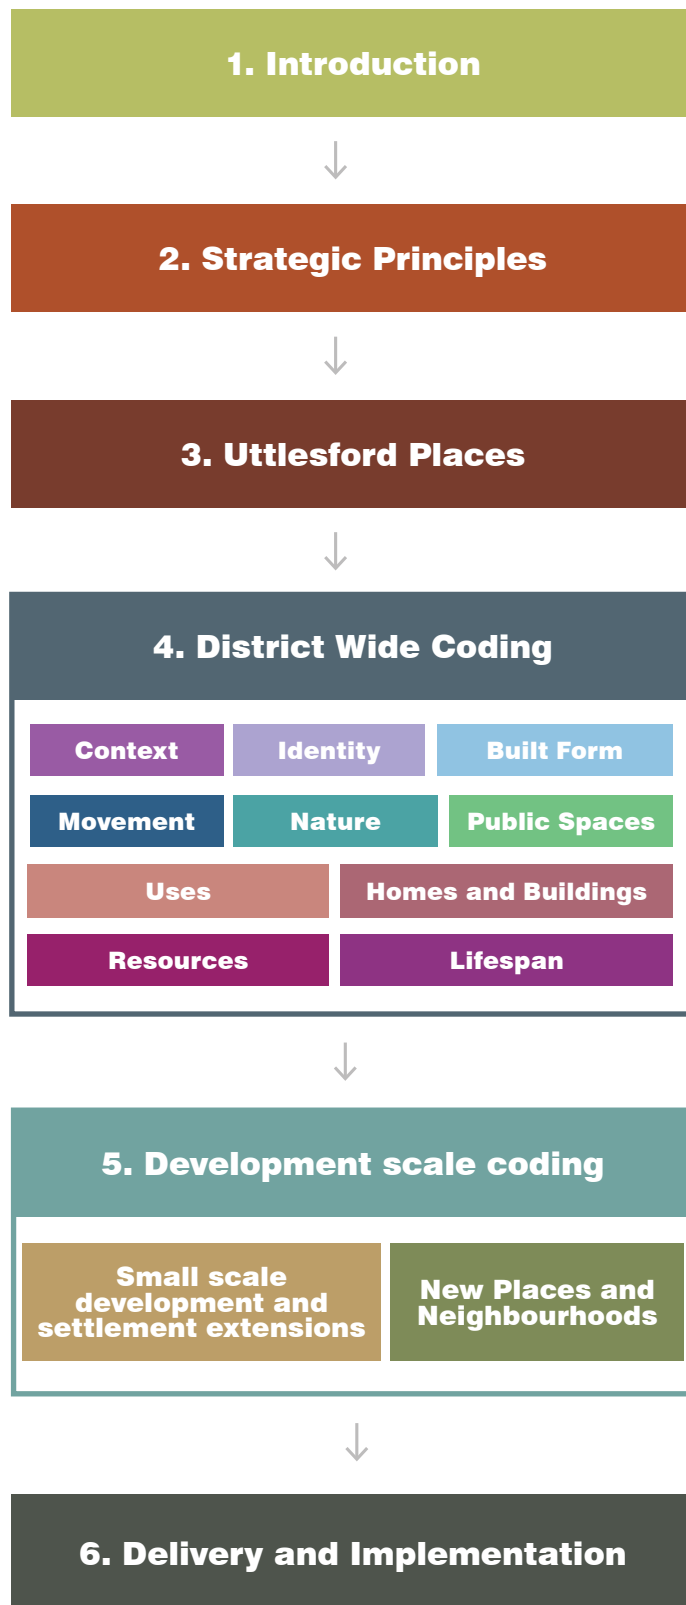 1. Introduction
2. Strategic Principles
3. Uttlesford Places
4. District Wide Coding
Context
Identity
Built Form
Movement
Nature
Public Spaces
Uses
Homes and Buildings
Resources
Lifespan
5. Development scale coding
Small scale
development and
settlement extensions
New Places and
Neighbourhoods
6. Delivery and Implementation